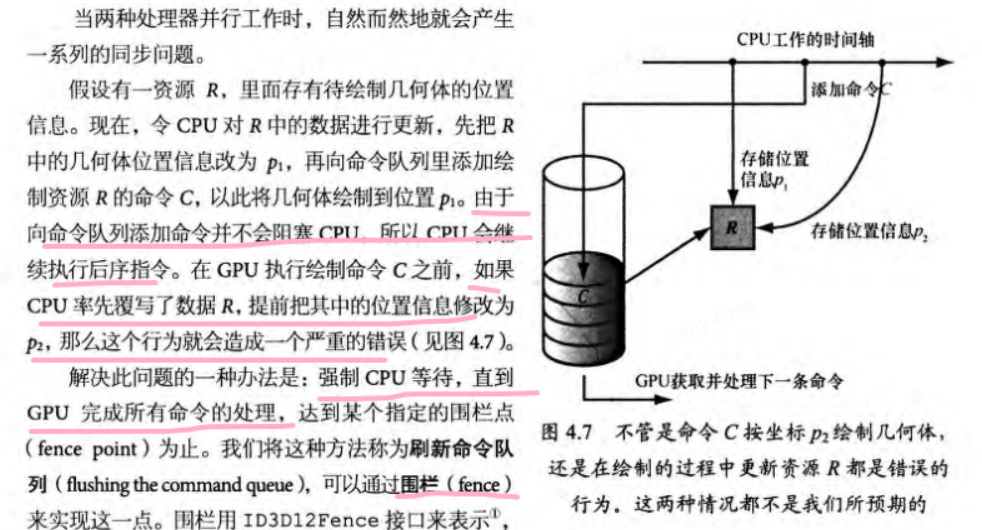 当两种处理器并行工作时，自然而然地就会产生
一系列的同步问题。
假设有一资源 R，里面存有待绘制几何体的位置
信息。现在，令 CPU 对 R 中的数据进行更新，先把 R
中的几何体位置信息改为 p₁，再向命令队列里添加绘
制资源 R 的命令 C，以此将几何体绘制到位置 p₁。由于
向命令队列添加命令并不会阻塞 CPU，所以 CPU 会继
续执行后序指令。在 GPU 执行绘制命令 C 之前，如果
CPU 率先覆写了数据 R，提前把其中的位置信息修改为
p₂，那么这个行为就会造成一个严重的错误（见图 4.7）。
解决此问题的一种办法是：强制 CPU 等待，直到
GPU 完成所有命令的处理，达到某个指定的围栏点
（fence point）为止。我们将这种方法称为刷新命令队
列（flushing the command queue），可以通过围栏（fence）
来实现这一点。围栏用 ID3D12Fence 接口来表示①，
CPU工作的时间轴
添加命令C
存储位置
信息p₁
R
存储位置信息p₂
C
GPU获取并处理下一条命令
图 4.7 不管是命令 C 按坐标 p₂ 绘制几何体，
还是在绘制的过程中更新资源 R 都是错误的
行为。这两种情况都不是我们所预期的